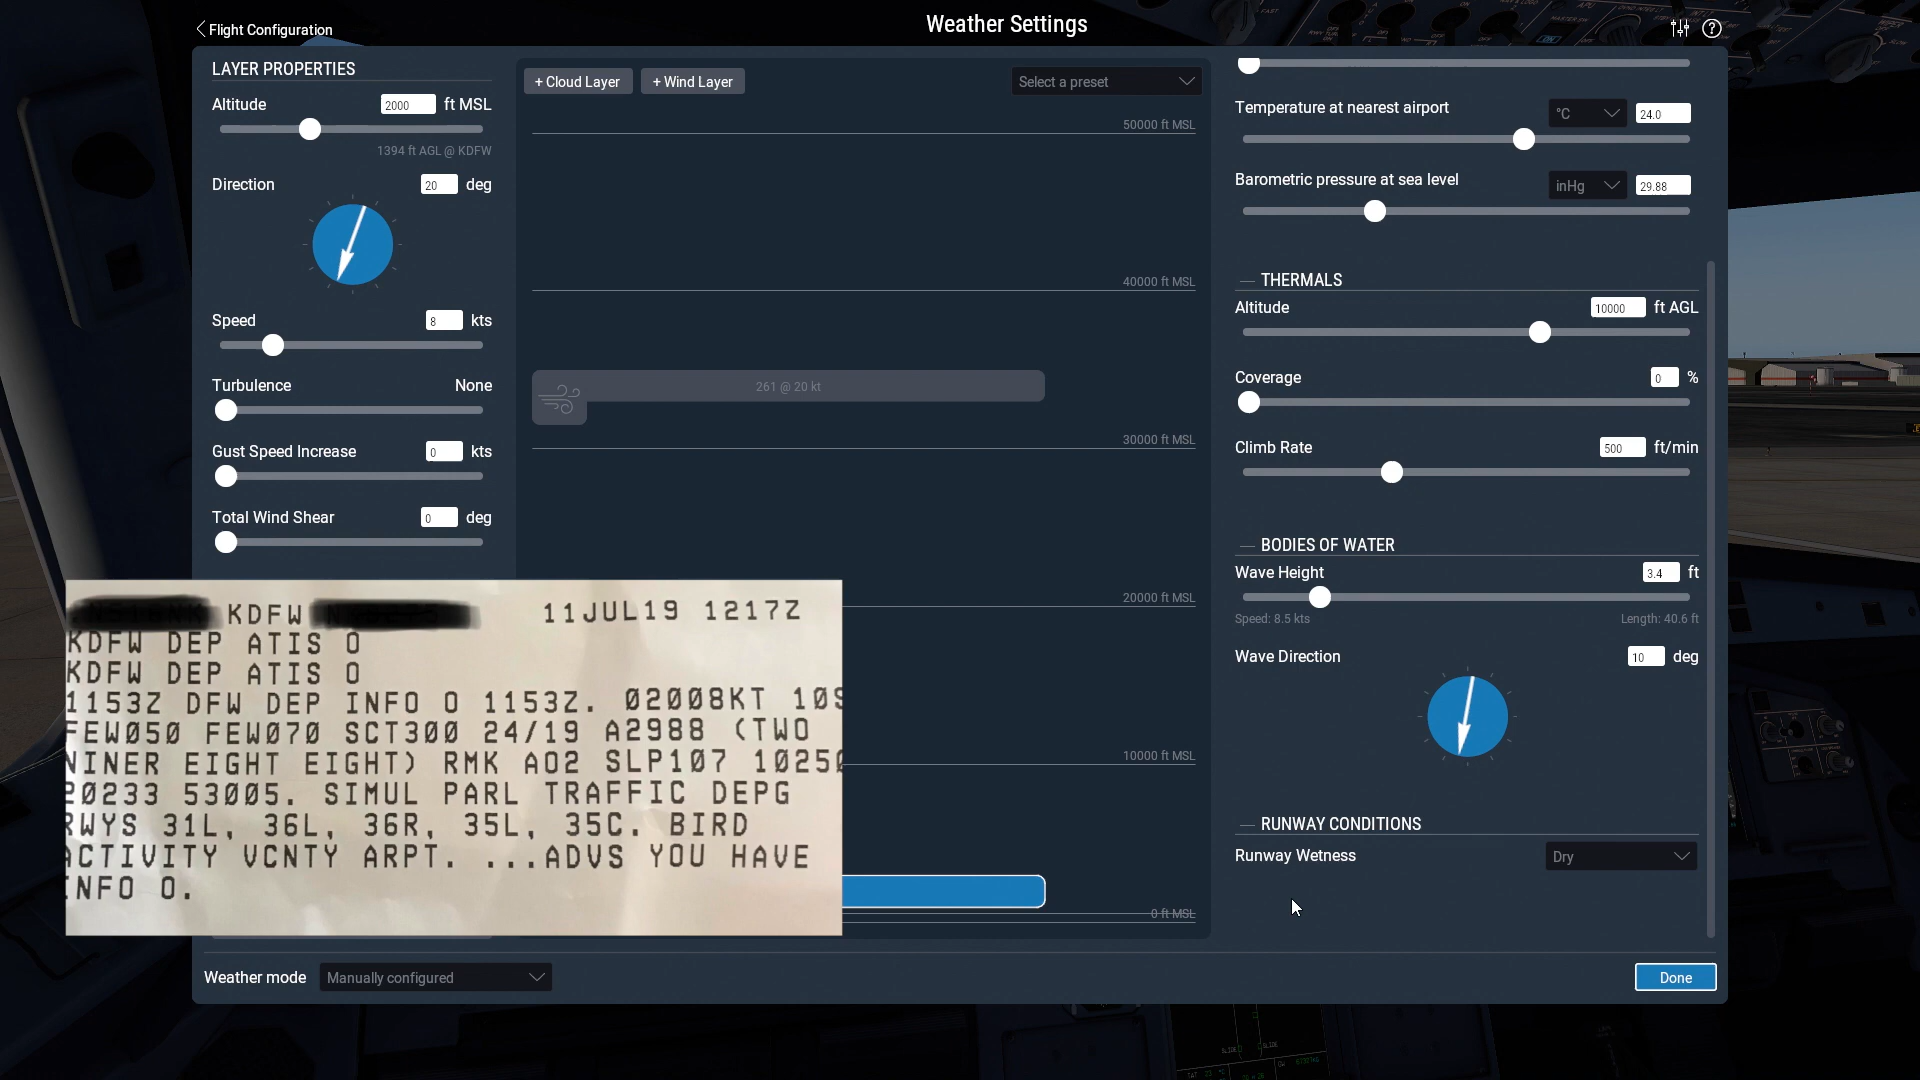 Flight Configuration
Weather Settings
LAYER PROPERTIES
Altitude 2000 ft MSL
1394 ft AGL @ KDFW
Direction 20 deg
Speed 8 kts
Turbulence None
Gust Speed Increase 0 kts
Total Wind Shear 0 deg
+ Cloud Layer + Wind Layer Select a preset
50000 ft MSL
40000 ft MSL
261 @ 20 kt
30000 ft MSL
20000 ft MSL
10000 ft MSL
0 ft MSL
Temperature at nearest airport °C 24.0
Barometric pressure at sea level inHg 29.88
THERMALS
Altitude 10000 ft AGL
Coverage 0 %
Climb Rate 500 ft/min
BODIES OF WATER
Wave Height 3.4 ft
Speed: 8.5 kts Length: 40.6 ft
Wave Direction 10 deg
RUNWAY CONDITIONS
Runway Wetness Dry
KDFW 11JUL19 1217Z
KDFW DEP ATIS O
KDFW DEP ATIS O
1153Z DFW DEP INFO O 1153Z. 02008KT 10S
FEW050 FEW070 SCT300 24/19 A2988 (TWO
NINER EIGHT EIGHT) RMK AO2 SLP107 10250
20233 53005. SIMUL PARL TRAFFIC DEPG
RWYS 31L, 36L, 36R, 35L, 35C. BIRD
ACTIVITY VCNTY ARPT. ...ADVS YOU HAVE
INFO O.
Weather mode Manually configured
Done